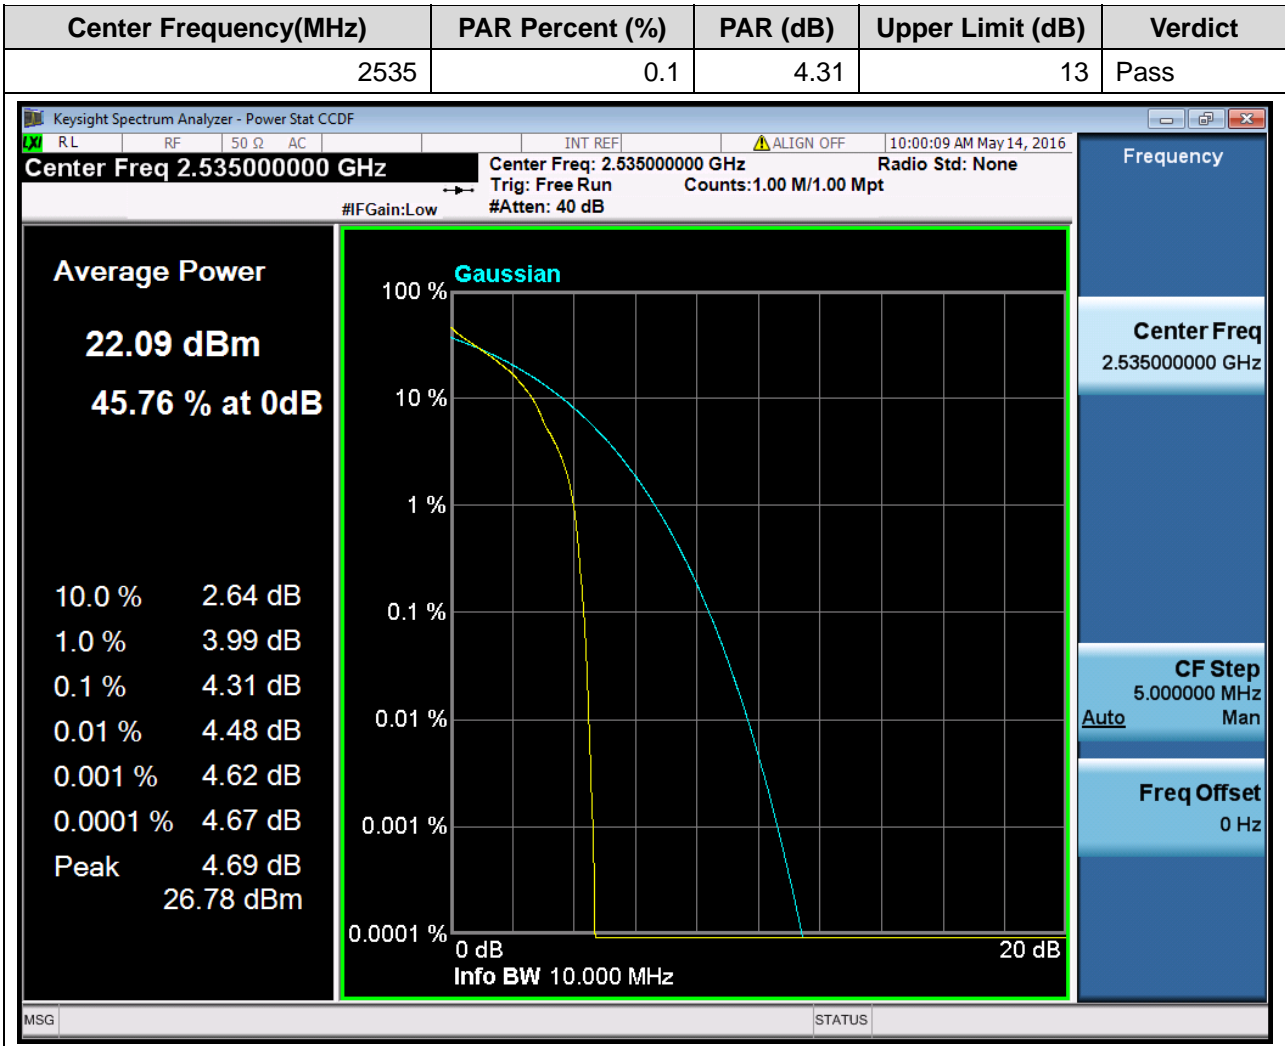 Center Frequency(MHz) PAR Percent (%) PAR (dB) Upper Limit (dB) Verdict
2535 0.1 4.31 13 Pass
Keysight Spectrum Analyzer - Power Stat CCDF
LXI RL RF 50 Ω AC INT REF ALIGN OFF 10:00:09 AM May 14, 2016
Center Freq 2.535000000 GHz
Center Freq: 2.535000000 GHz Radio Std: None
Trig: Free Run Counts:1.00 M/1.00 Mpt
#IFGain:Low #Atten: 40 dB
Frequency
Average Power
22.09 dBm
45.76 % at 0dB
10.0 % 2.64 dB
1.0 % 3.99 dB
0.1 % 4.31 dB
0.01 % 4.48 dB
0.001 % 4.62 dB
0.0001 % 4.67 dB
Peak 4.69 dB
26.78 dBm
Gaussian
100 %
10 %
1 %
0.1 %
0.01 %
0.001 %
0.0001 %
0 dB 20 dB
Info BW 10.000 MHz
Center Freq
2.535000000 GHz
CF Step
5.000000 MHz
Auto Man
Freq Offset
0 Hz
MSG STATUS